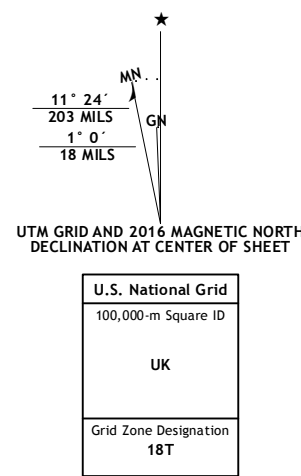 ★
MN
11° 24´
203 MILS
GN
1° 0´
18 MILS
UTM GRID AND 2016 MAGNETIC NORTH
DECLINATION AT CENTER OF SHEET
U.S. National Grid
100,000-m Square ID
UK
Grid Zone Designation
18T